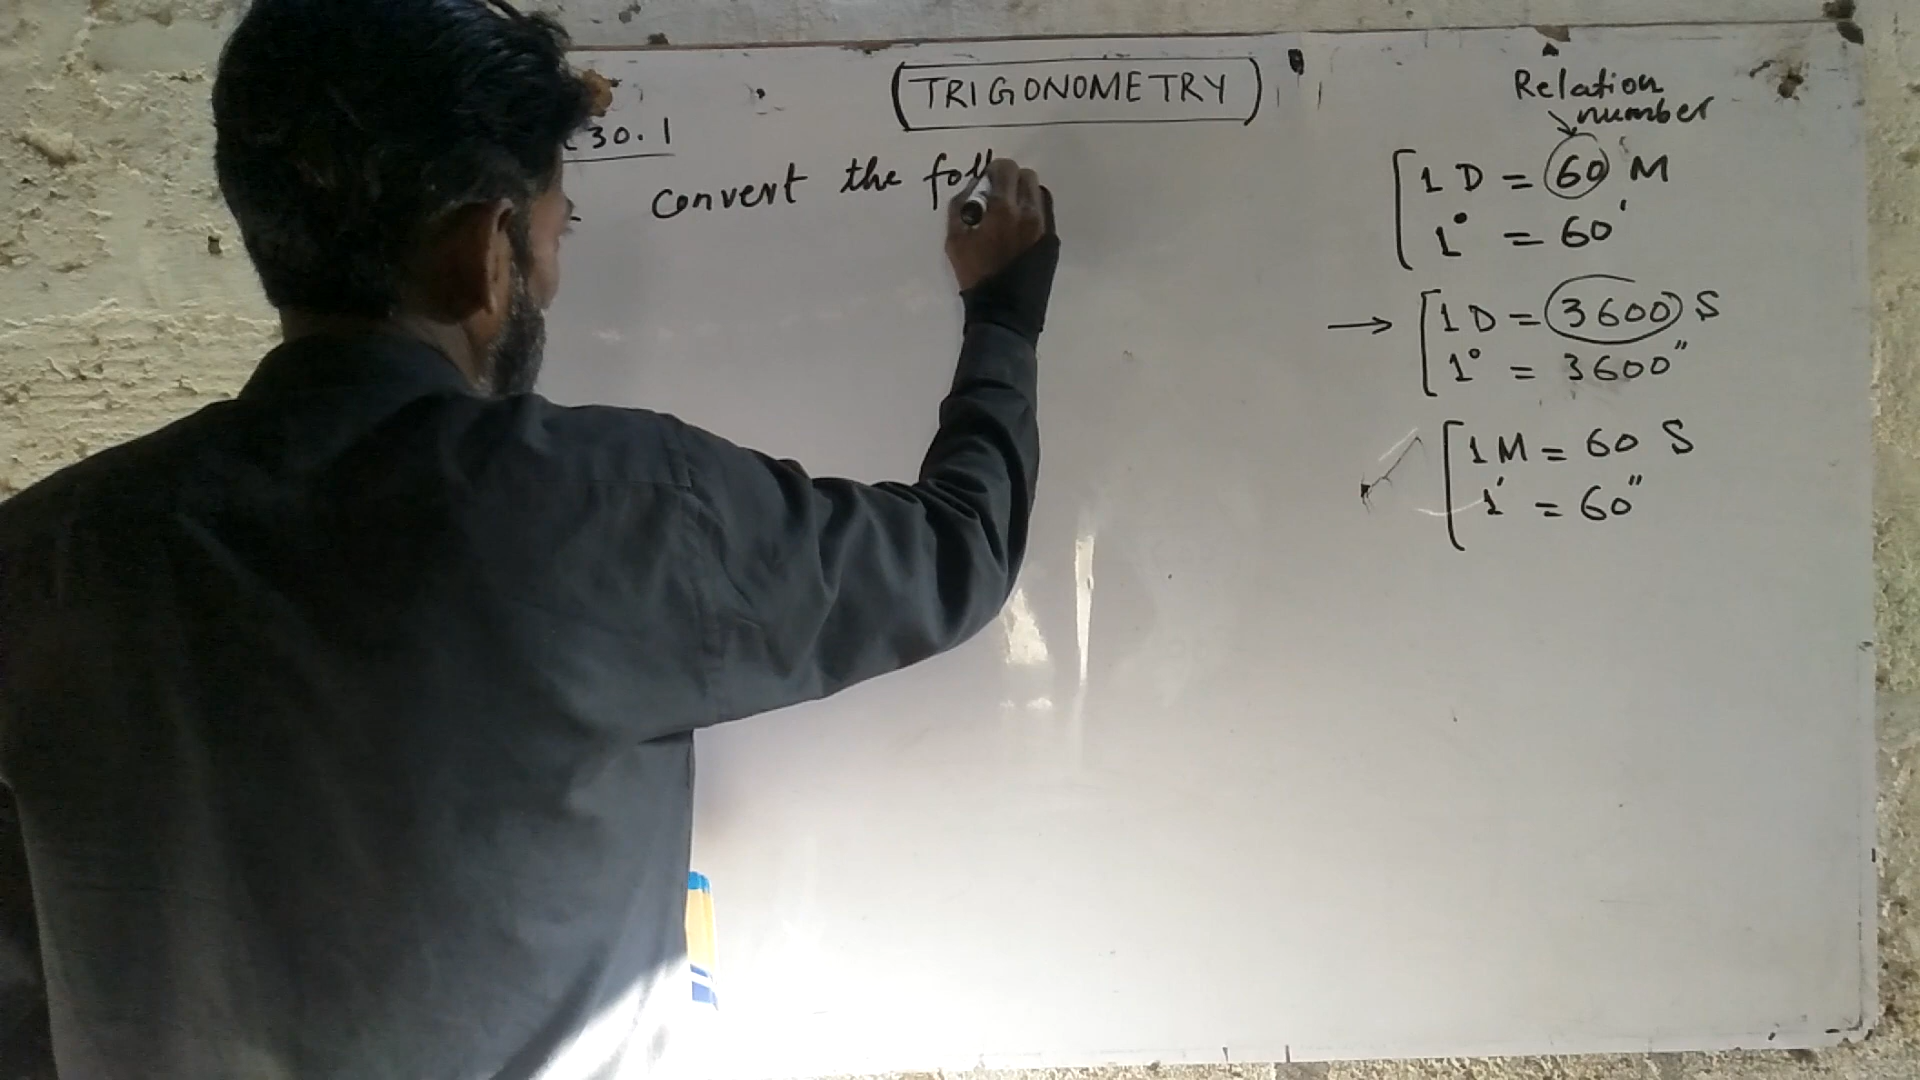 TRIGONOMETRY
30.1
convert the foll
Relation
number
1 D = 60 M
1° = 60'
1 D = 3600 S
1° = 3600"
1 M = 60 S
1' = 60"